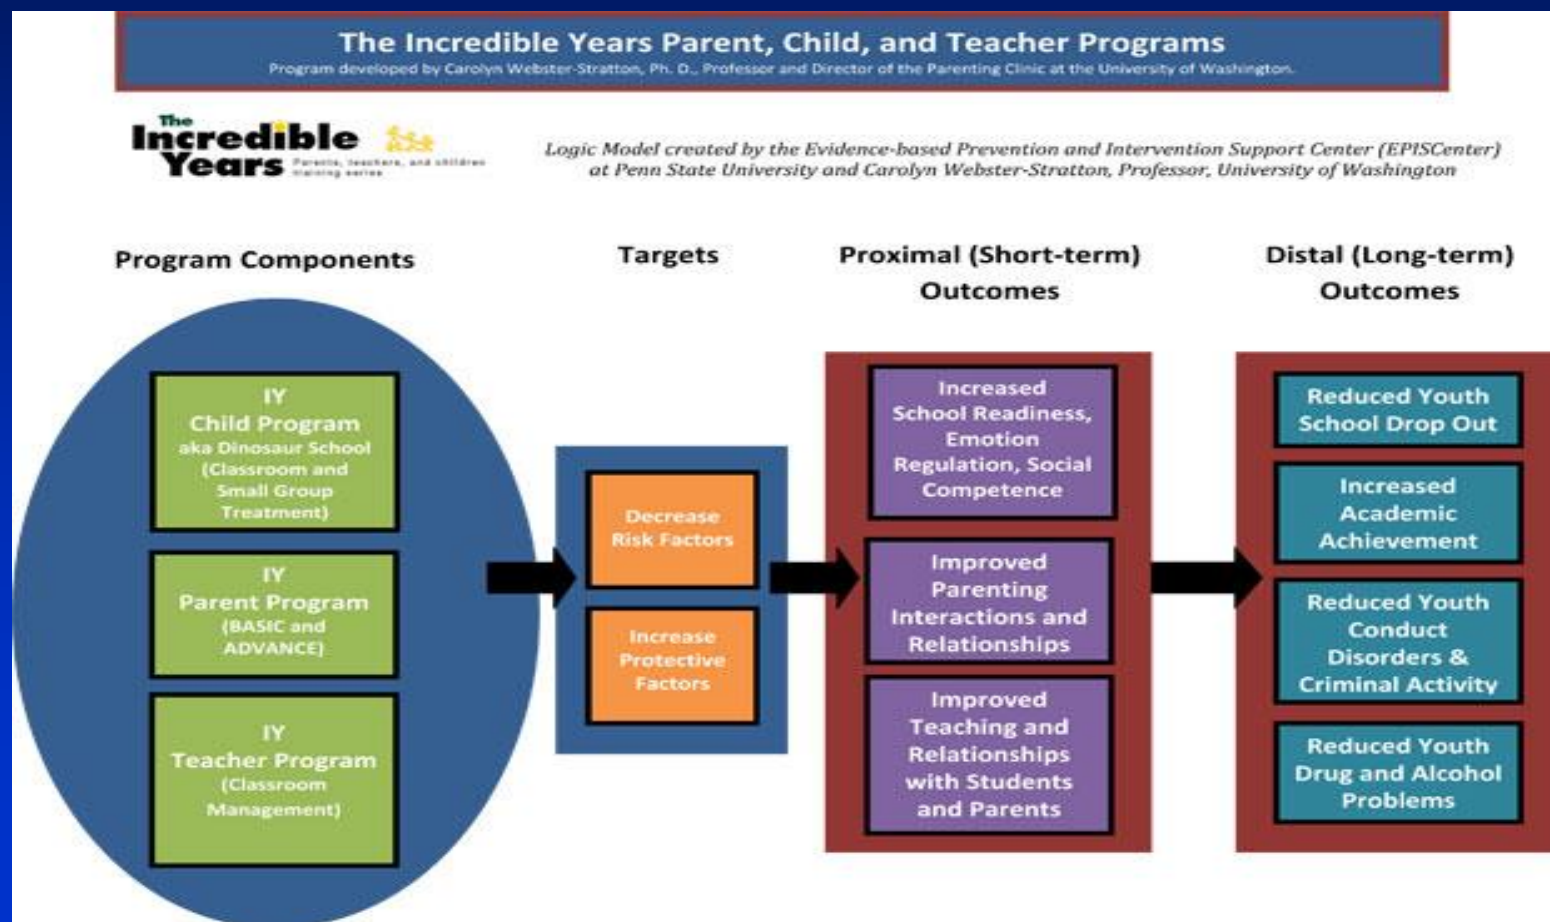 The Incredible Years Parent, Child, and Teacher Programs
Program developed by Carolyn Webster-Stratton, Ph. D., Professor and Director of the Parenting Clinic at the University of Washington.
The
Incredible
Years
Parents, teachers, and children
training series
Logic Model created by the Evidence-based Prevention and Intervention Support Center (EPISCenter)
at Penn State University and Carolyn Webster-Stratton, Professor, University of Washington
Program Components
IY
Child Program
aka Dinosaur School
(Classroom and
Small Group
Treatment)
IY
Parent Program
(BASIC and
ADVANCE)
IY
Teacher Program
(Classroom
Management)
Targets
Decrease
Risk Factors
Increase
Protective
Factors
Proximal (Short-term)
Outcomes
Increased
School Readiness,
Emotion
Regulation, Social
Competence
Improved
Parenting
Interactions and
Relationships
Improved
Teaching and
Relationships
with Students
and Parents
Distal (Long-term)
Outcomes
Reduced Youth
School Drop Out
Increased
Academic
Achievement
Reduced Youth
Conduct
Disorders &
Criminal Activity
Reduced Youth
Drug and Alcohol
Problems